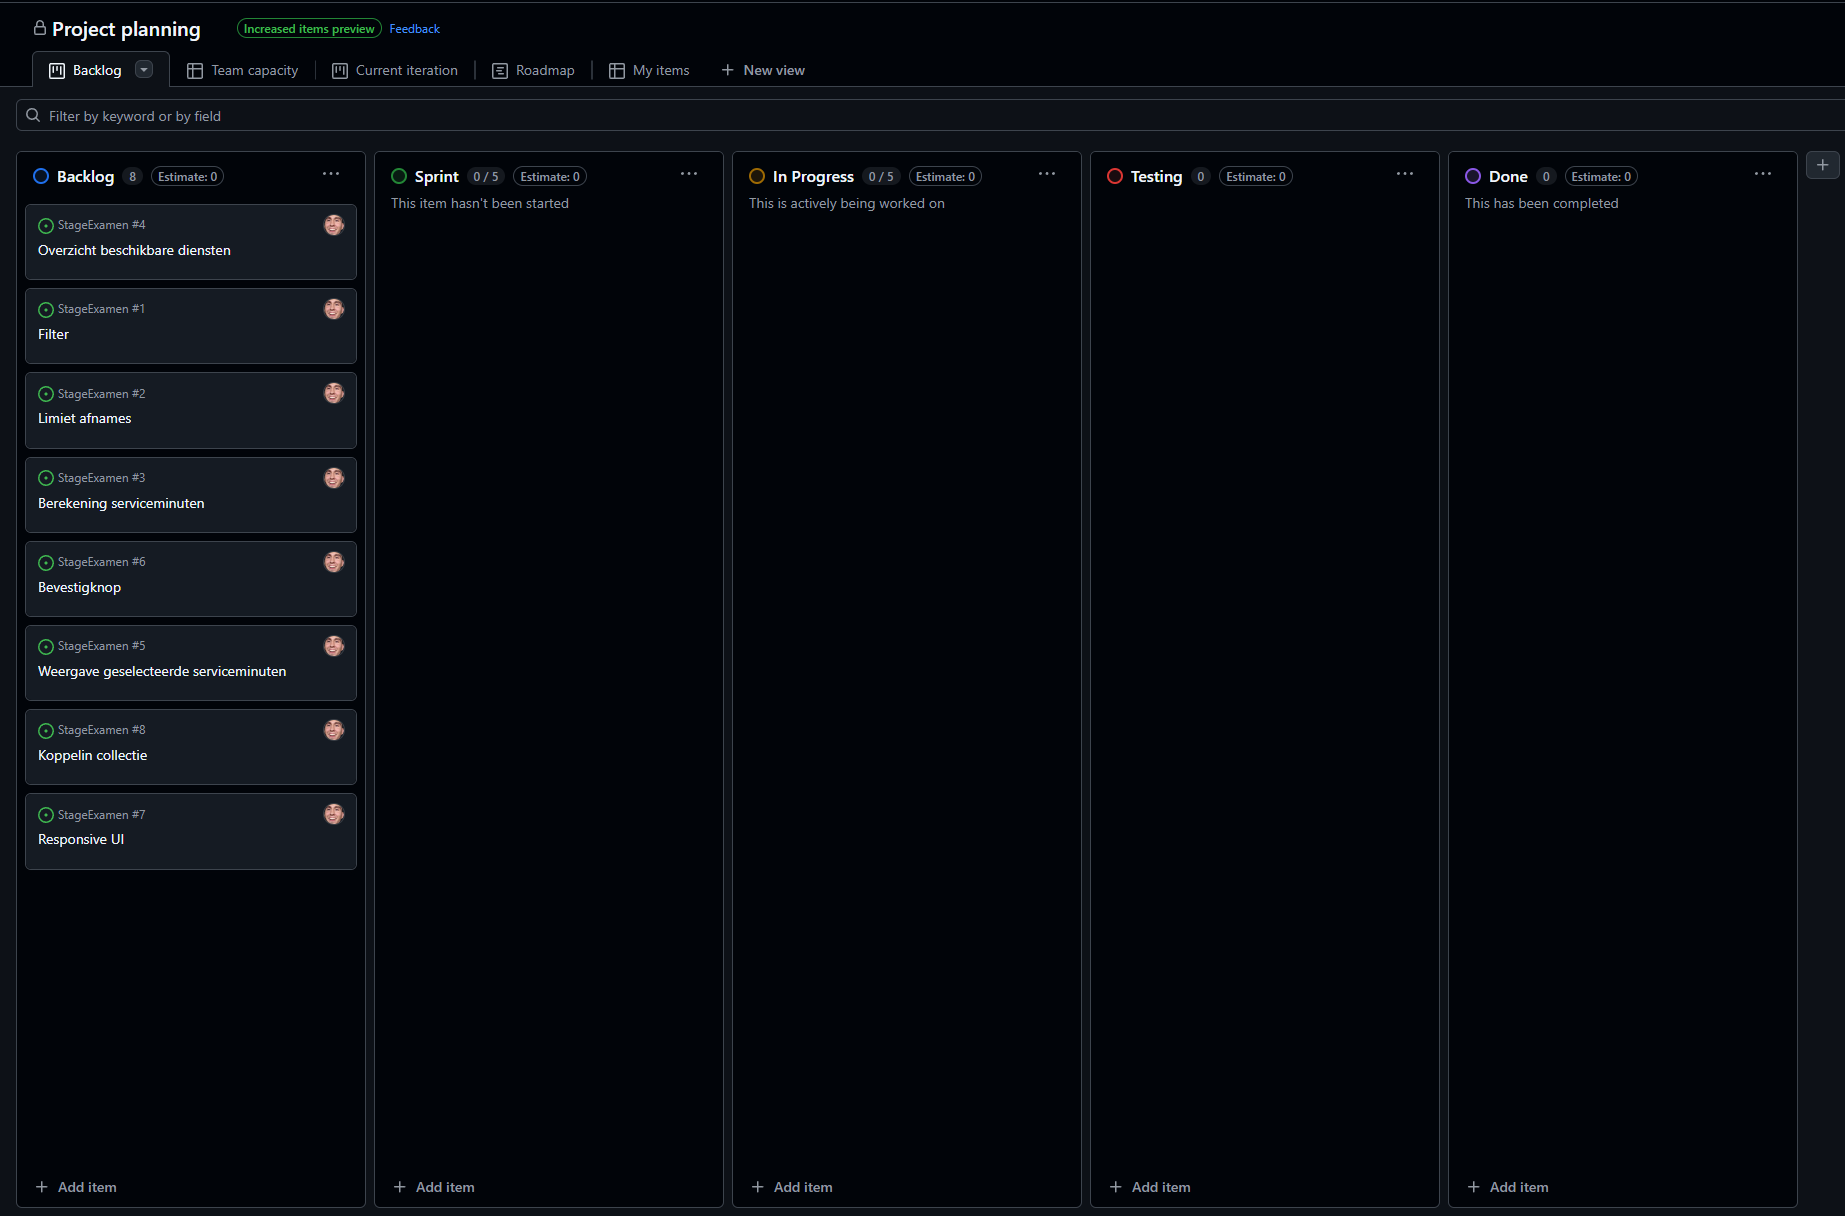 Project planning
Increased items preview
Feedback
Backlog
Team capacity
Current iteration
Roadmap
My items
New view
Filter by keyword or by field
Backlog 8 Estimate: 0
StageExamen #4
Overzicht beschikbare diensten
StageExamen #1
Filter
StageExamen #2
Limiet afnames
StageExamen #3
Berekening serviceminuten
StageExamen #6
Bevestigknop
StageExamen #5
Weergave geselecteerde serviceminuten
StageExamen #8
Koppelin collectie
StageExamen #7
Responsive UI
Add item
Sprint 0 / 5 Estimate: 0
This item hasn't been started
Add item
In Progress 0 / 5 Estimate: 0
This is actively being worked on
Add item
Testing 0 Estimate: 0
Add item
Done 0 Estimate: 0
This has been completed
Add item